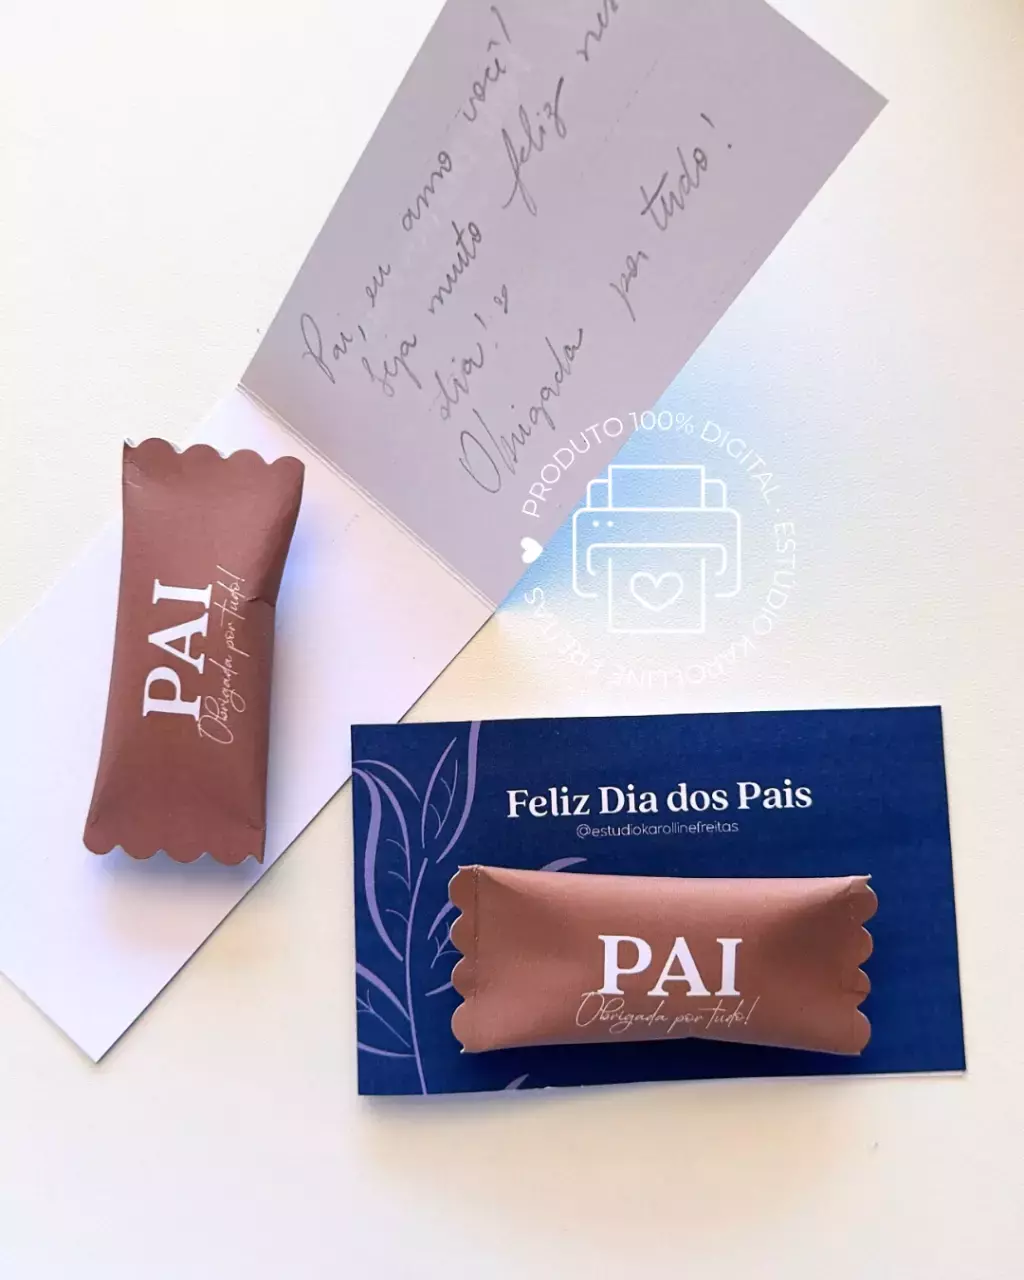 Pai, eu amo você!
Seja muito feliz
dia!
Obrigada por tudo!
PRODUTO 100% DIGITAL · ESTÚDIO KAROLLINE FREITAS
PAI
Obrigada por tudo!
Feliz Dia dos Pais
@estudiokarollinefreitas
PAI
Obrigada por tudo!